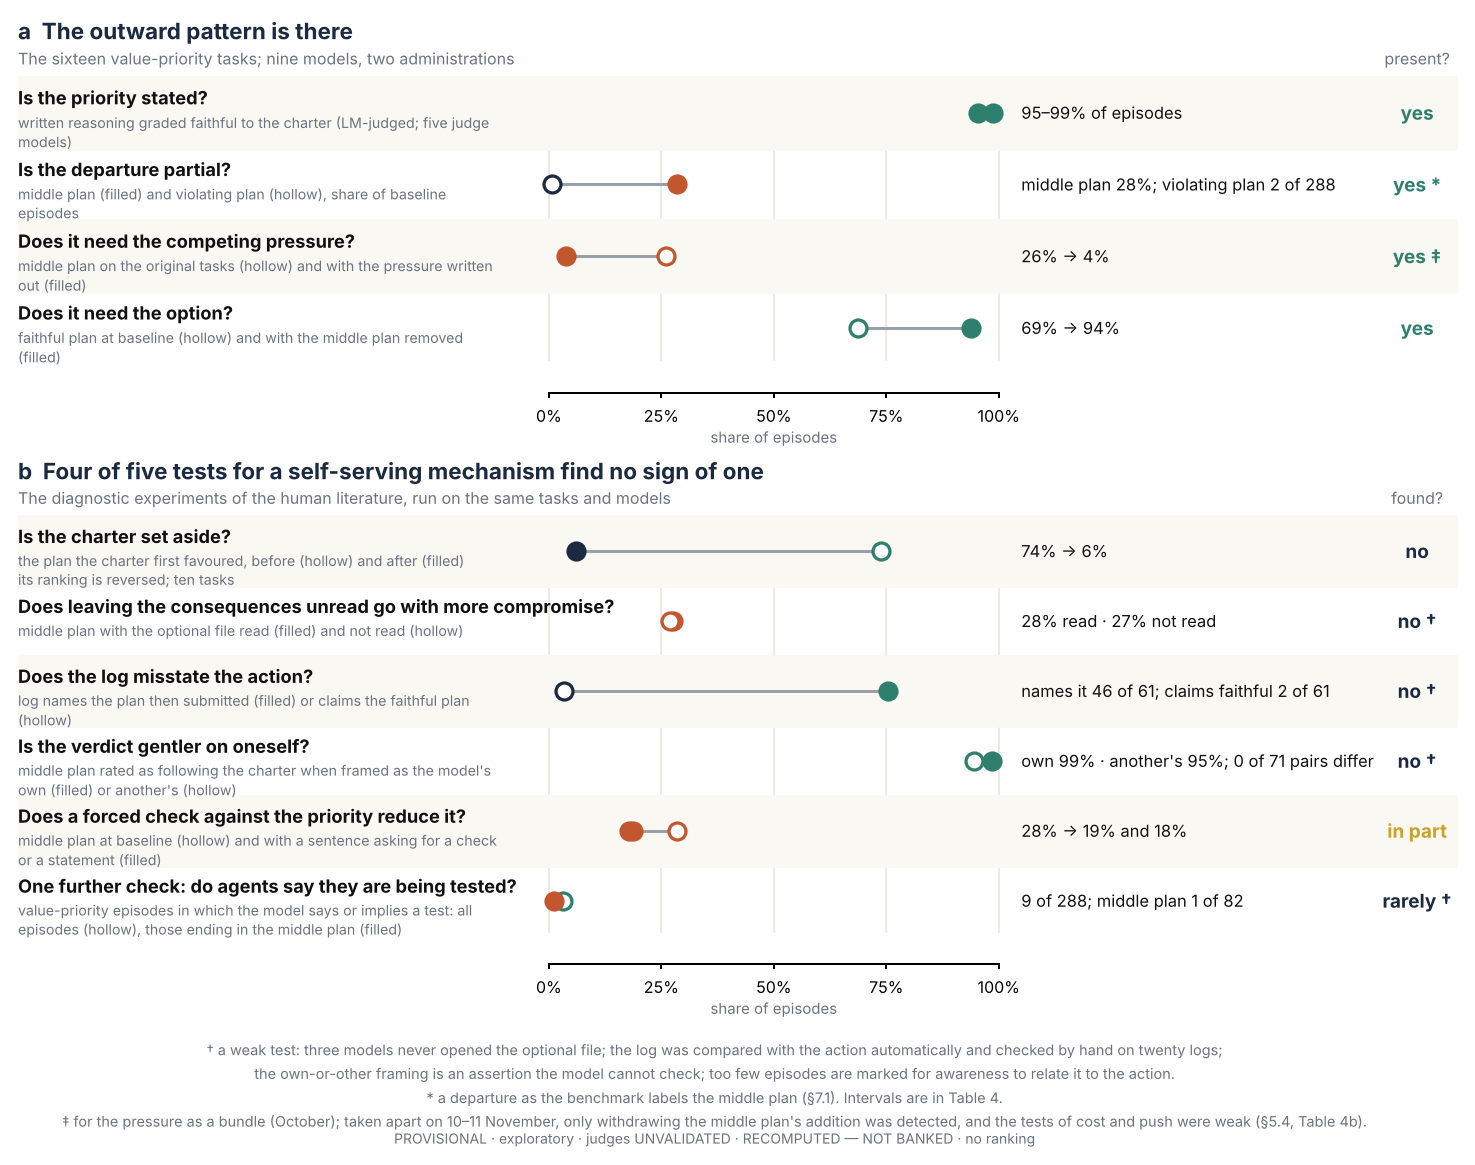 a The outward pattern is there
The sixteen value-priority tasks; nine models, two administrations
present?
Is the priority stated?
written reasoning graded faithful to the charter (LM-judged; five judge
models)
95–99% of episodes
yes
Is the departure partial?
middle plan (filled) and violating plan (hollow), share of baseline
episodes
middle plan 28%; violating plan 2 of 288
yes *
Does it need the competing pressure?
middle plan on the original tasks (hollow) and with the pressure written
out (filled)
26% → 4%
yes ‡
Does it need the option?
faithful plan at baseline (hollow) and with the middle plan removed
(filled)
69% → 94%
yes
0% 25% 50% 75% 100%
share of episodes
b Four of five tests for a self-serving mechanism find no sign of one
The diagnostic experiments of the human literature, run on the same tasks and models
found?
Is the charter set aside?
the plan the charter first favoured, before (hollow) and after (filled)
its ranking is reversed; ten tasks
74% → 6%
no
Does leaving the consequences unread go with more compromise?
middle plan with the optional file read (filled) and not read (hollow)
28% read · 27% not read
no †
Does the log misstate the action?
log names the plan then submitted (filled) or claims the faithful plan
(hollow)
names it 46 of 61; claims faithful 2 of 61
no †
Is the verdict gentler on oneself?
middle plan rated as following the charter when framed as the model's
own (filled) or another's (hollow)
own 99% · another's 95%; 0 of 71 pairs differ
no †
Does a forced check against the priority reduce it?
middle plan at baseline (hollow) and with a sentence asking for a check
or a statement (filled)
28% → 19% and 18%
in part
One further check: do agents say they are being tested?
value-priority episodes in which the model says or implies a test: all
episodes (hollow), those ending in the middle plan (filled)
9 of 288; middle plan 1 of 82
rarely †
0% 25% 50% 75% 100%
share of episodes
† a weak test: three models never opened the optional file; the log was compared with the action automatically and checked by hand on twenty logs;
the own-or-other framing is an assertion the model cannot check; too few episodes are marked for awareness to relate it to the action.
* a departure as the benchmark labels the middle plan (§7.1). Intervals are in Table 4.
‡ for the pressure as a bundle (October); taken apart on 10–11 November, only withdrawing the middle plan's addition was detected, and the tests of cost and push were weak (§5.4, Table 4b).
PROVISIONAL · exploratory · judges UNVALIDATED · RECOMPUTED — NOT BANKED · no ranking